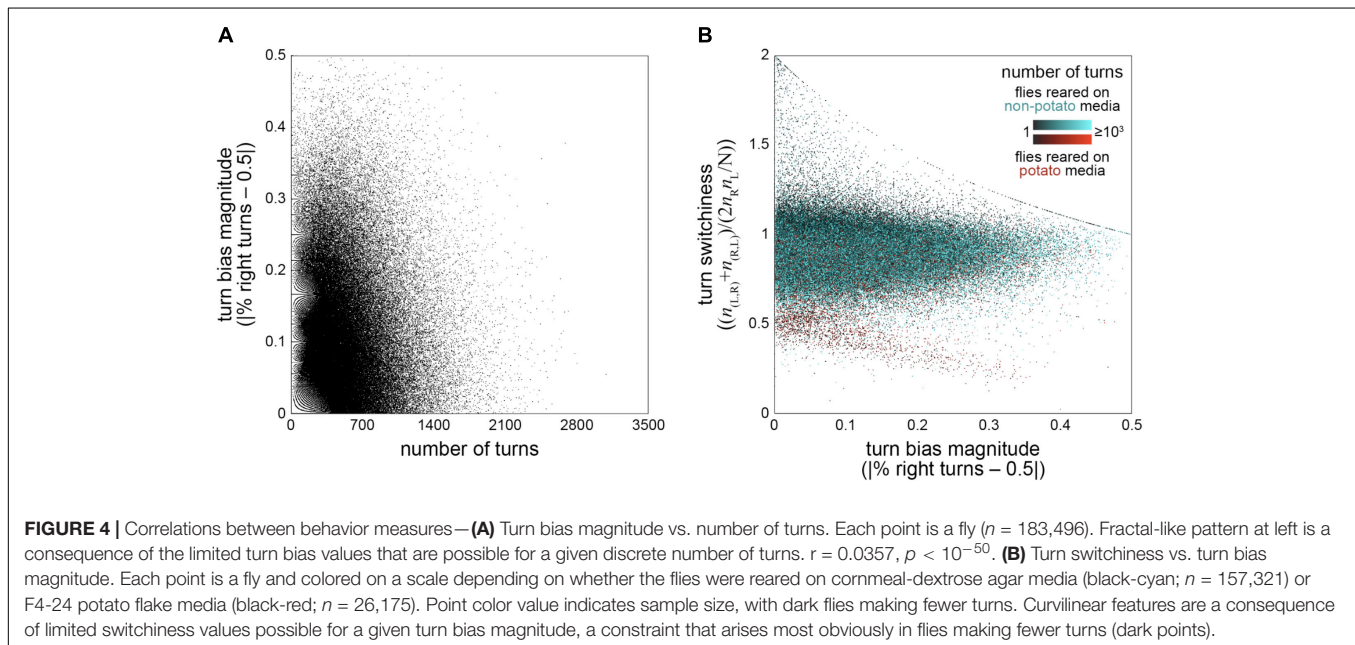 A
turn bias magnitude
(|% right turns – 0.5|)
0.5
0.4
0.3
0.2
0.1
0
0 700 1400 2100 2800 3500
number of turns
B
turn switchiness
((n(L,R)+n(R,L))/(2nRnL/N))
2
1.5
1
0.5
0
number of turns
flies reared on
non-potato media
1 ≥10³
flies reared on
potato media
0 0.1 0.2 0.3 0.4 0.5
turn bias magnitude
(|% right turns – 0.5|)
FIGURE 4 | Correlations between behavior measures—(A) Turn bias magnitude vs. number of turns. Each point is a fly (n = 183,496). Fractal-like pattern at left is a
consequence of the limited turn bias values that are possible for a given discrete number of turns. r = 0.0357, p < 10⁻⁵⁰. (B) Turn switchiness vs. turn bias
magnitude. Each point is a fly and colored on a scale depending on whether the flies were reared on cornmeal-dextrose agar media (black-cyan; n = 157,321) or
F4-24 potato flake media (black-red; n = 26,175). Point color value indicates sample size, with dark flies making fewer turns. Curvilinear features are a consequence
of limited switchiness values possible for a given turn bias magnitude, a constraint that arises most obviously in flies making fewer turns (dark points).